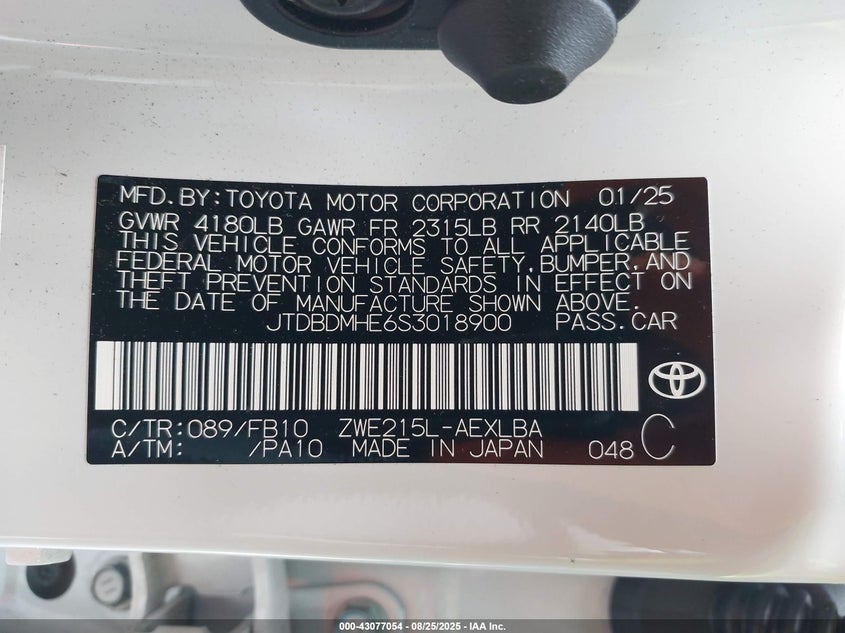 MFD.BY:TOYOTA MOTOR CORPORATION 01/25
GVWR 4180LB GAWR FR 2315LB RR 2140LB
THIS VEHICLE CONFORMS TO ALL APPLICABLE
FEDERAL MOTOR VEHICLE SAFETY,BUMPER,AND
THEFT PREVENTION STANDARDS IN EFFECT ON
THE DATE OF MANUFACTURE SHOWN ABOVE.
JTDBDMHE6S3018900 PASS.CAR
C/TR:089/FB10 ZWE215L-AEXLBA
A/TM: /PA10 MADE IN JAPAN 048 C
000-43077054 | 08/25/2025 - IAA Inc.